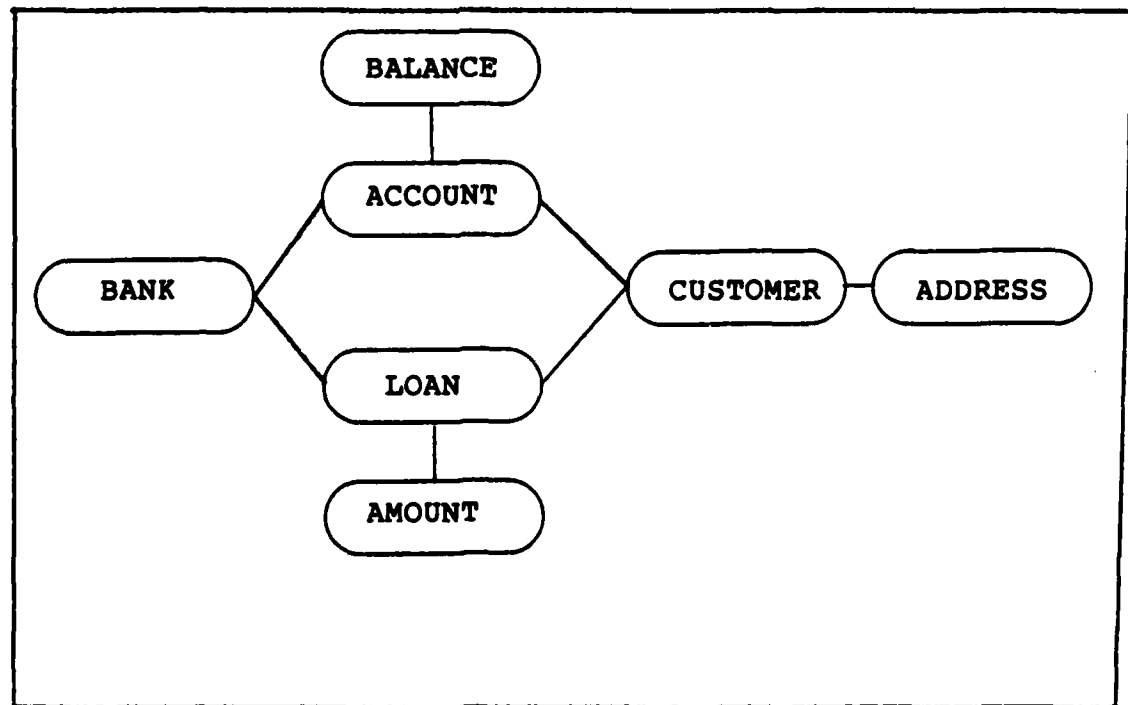 BALANCE
ACCOUNT
BANK
CUSTOMER
ADDRESS
LOAN
AMOUNT